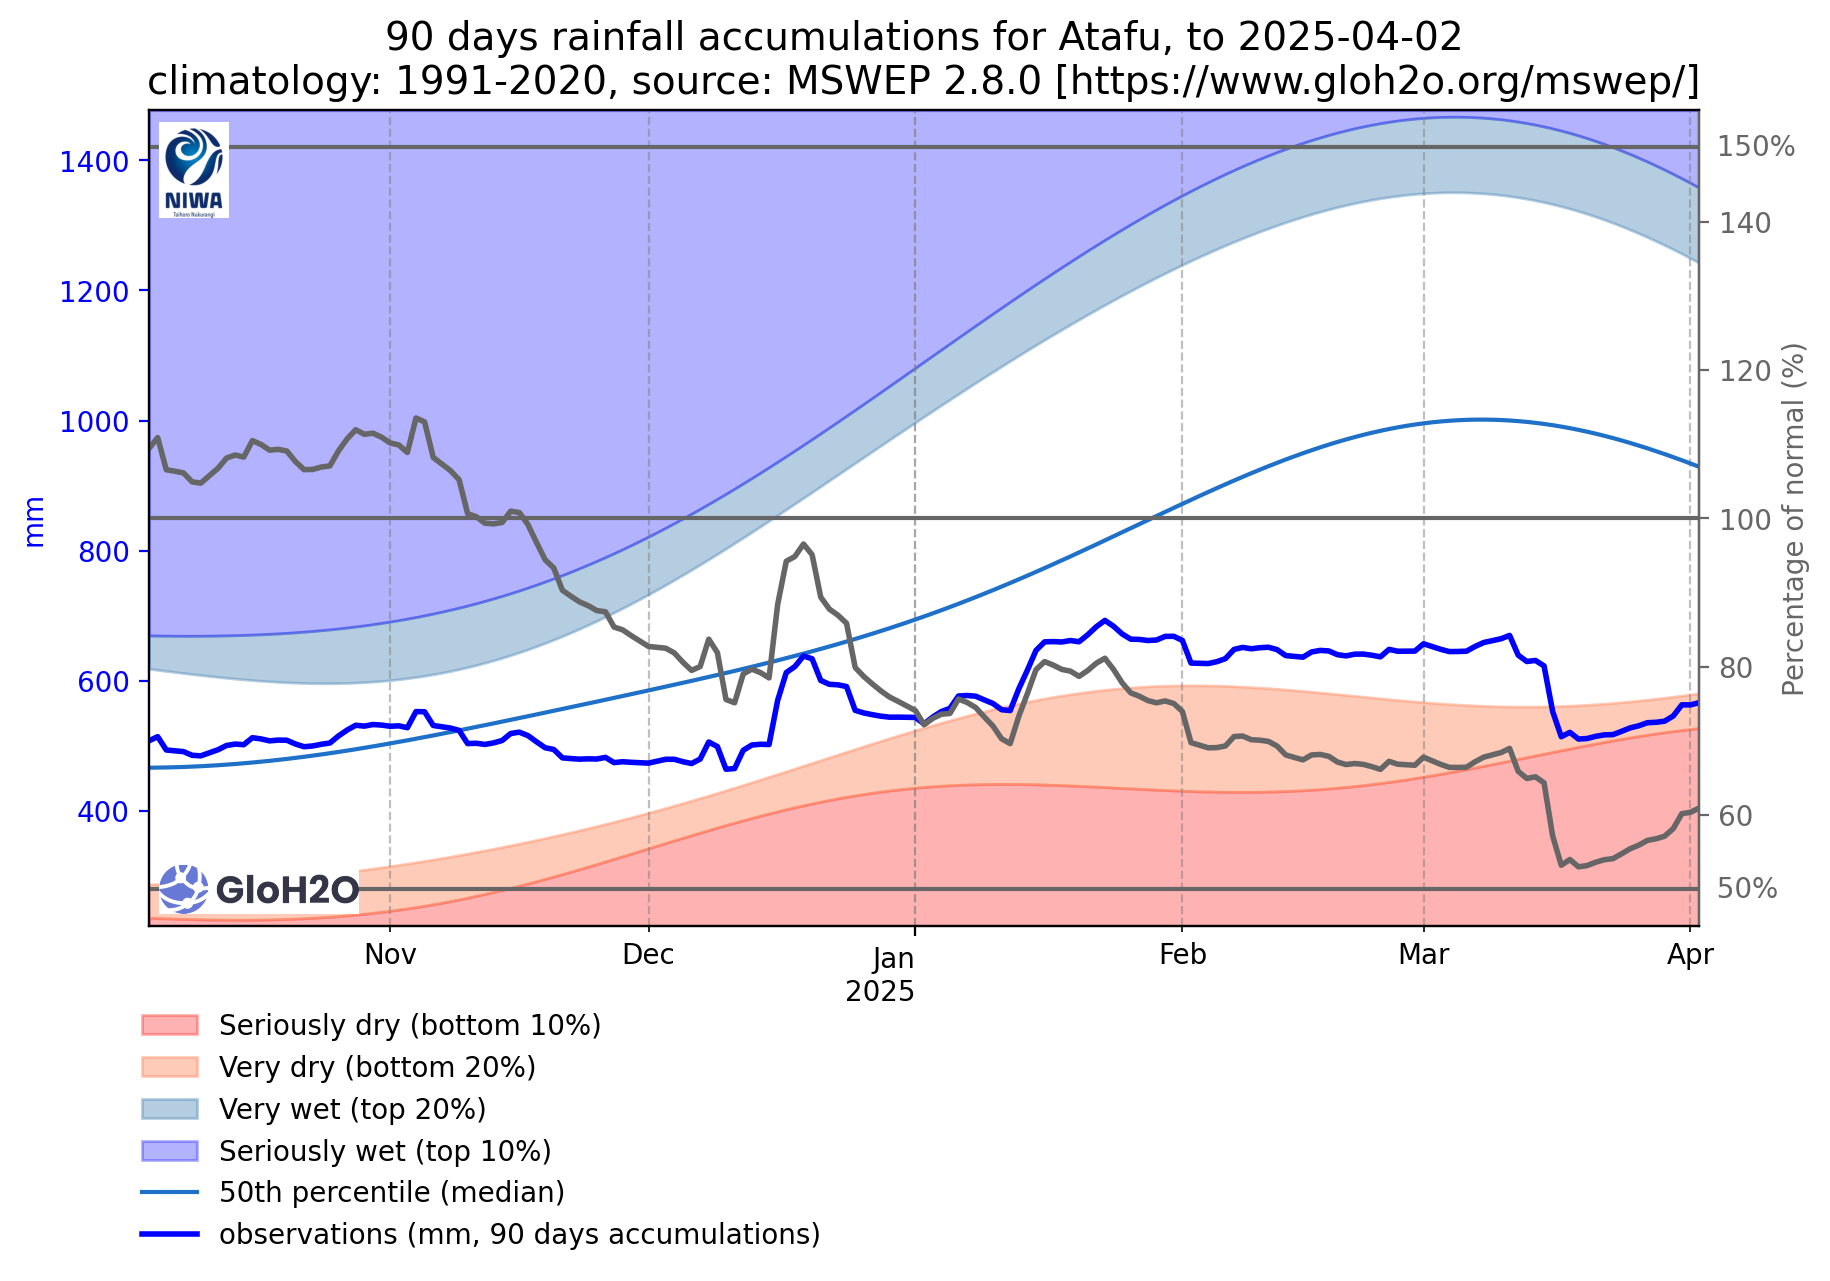 90 days rainfall accumulations for Atafu, to 2025-04-02
climatology: 1991-2020, source: MSWEP 2.8.0 [https://www.gloh2o.org/mswep/]
NIWA
Taihoro Nukurangi
1400
1200
1000
800
600
400
mm
150%
140
120
100
80
60
50%
Percentage of normal (%)
GloH2O
Nov
Dec
Jan
2025
Feb
Mar
Apr
Seriously dry (bottom 10%)
Very dry (bottom 20%)
Very wet (top 20%)
Seriously wet (top 10%)
50th percentile (median)
observations (mm, 90 days accumulations)